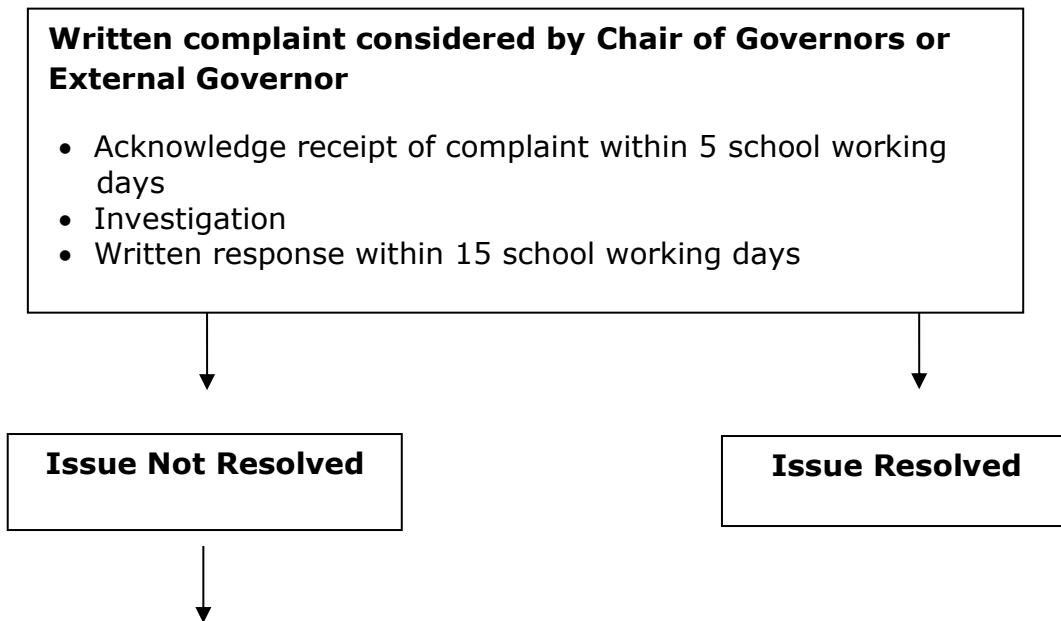 Written complaint considered by Chair of Governors or
External Governor
• Acknowledge receipt of complaint within 5 school working
days
• Investigation
• Written response within 15 school working days
Issue Not Resolved
Issue Resolved